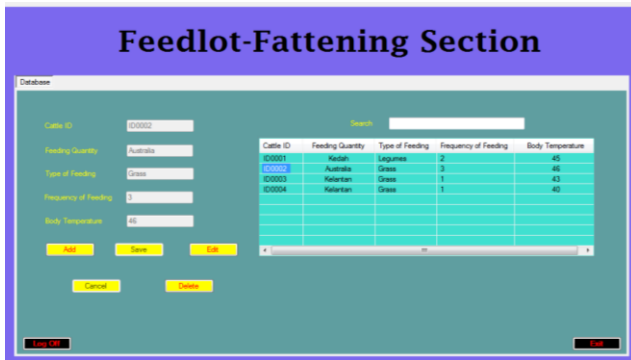 Feedlot-Fattening Section
Database
Cattle ID ID0002
Feeding Quantity Australia
Type of Feeding Grass
Frequency of Feeding 3
Body Temperature 46
Add Save Edit
Cancel Delete
Search
Cattle ID Feeding Quantity Type of Feeding Frequency of Feeding Body Temperature
ID0001 Kedah Legumes 2 45
ID0002 Australia Grass 3 46
ID0003 Kelantan Grass 1 43
ID0004 Kelantan Grass 1 40
Log Off Exit